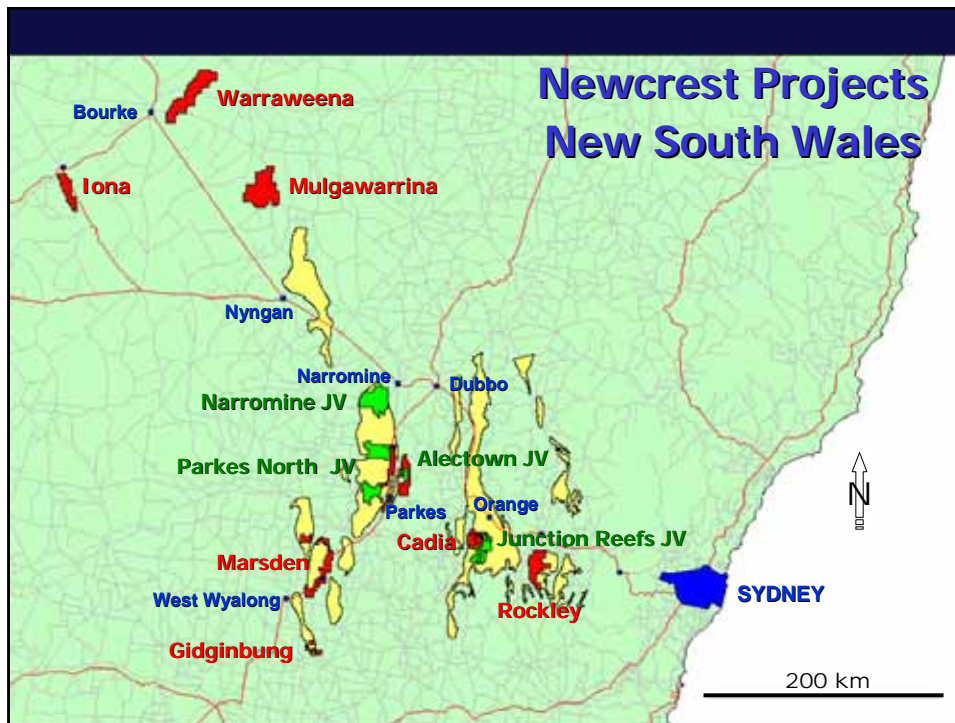 Newcrest Projects
New South Wales
Warraweena
Bourke
Iona
Mulgawarrina
Nyngan
Narromine
Dubbo
Narromine JV
Alectown JV
Parkes North JV
Parkes
Orange
Cadia
Junction Reefs JV
Marsden
West Wyalong
Rockley
SYDNEY
Gidginbung
N
200 km